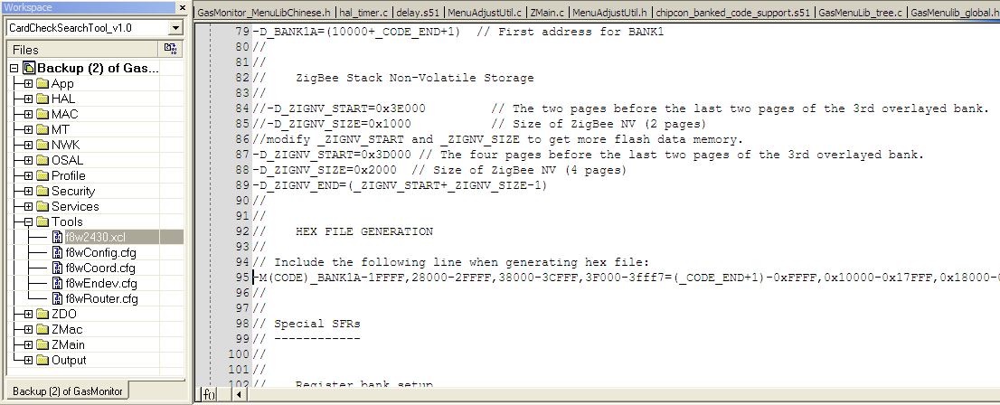 Workspace
CardCheckSearchTool_v1.0
Files
Backup (2) of Gas...
App
HAL
MAC
MT
NWK
OSAL
Profile
Security
Services
Tools
f8w2430.xcl
f8wConfig.cfg
f8wCoord.cfg
f8wEndev.cfg
f8wRouter.cfg
ZDO
ZMac
ZMain
Output
Backup (2) of GasMonitor
GasMonitor_MenuLibChinese.h | hal_timer.c | delay.s51 | MenuAdjustUtil.c | ZMain.c | MenuAdjustUtil.h | chipcon_banked_code_support.s51 | GasMenuLib_tree.c | GasMenulib_global.h
79 -D_BANK1A=(10000+_CODE_END+1)  // First address for BANK1
80 //
81 //
82 //    ZigBee Stack Non-Volatile Storage
83 //
84 //-D_ZIGNV_START=0x3E000         // The two pages before the last two pages of the 3rd overlayed bank.
85 //-D_ZIGNV_SIZE=0x1000           // Size of ZigBee NV (2 pages)
86 //modify _ZIGNV_START and _ZIGNV_SIZE to get more flash data memory.
87 -D_ZIGNV_START=0x3D000 // The four pages before the last two pages of the 3rd overlayed bank.
88 -D_ZIGNV_SIZE=0x2000  // Size of ZigBee NV (4 pages)
89 -D_ZIGNV_END=(_ZIGNV_START+_ZIGNV_SIZE-1)
90 //
91 //
92 //    HEX FILE GENERATION
93 //
94 // Include the following line when generating hex file:
95 -M(CODE)_BANK1A-1FFFF,28000-2FFFF,38000-3CFFF,3F000-3fff7=(_CODE_END+1)-0xFFFF,0x10000-0x17FFF,0x18000-0
96 //
97 //
98 // Special SFRs
99 // ------------
100 //
101 //
102 //    Register bank setup
f()